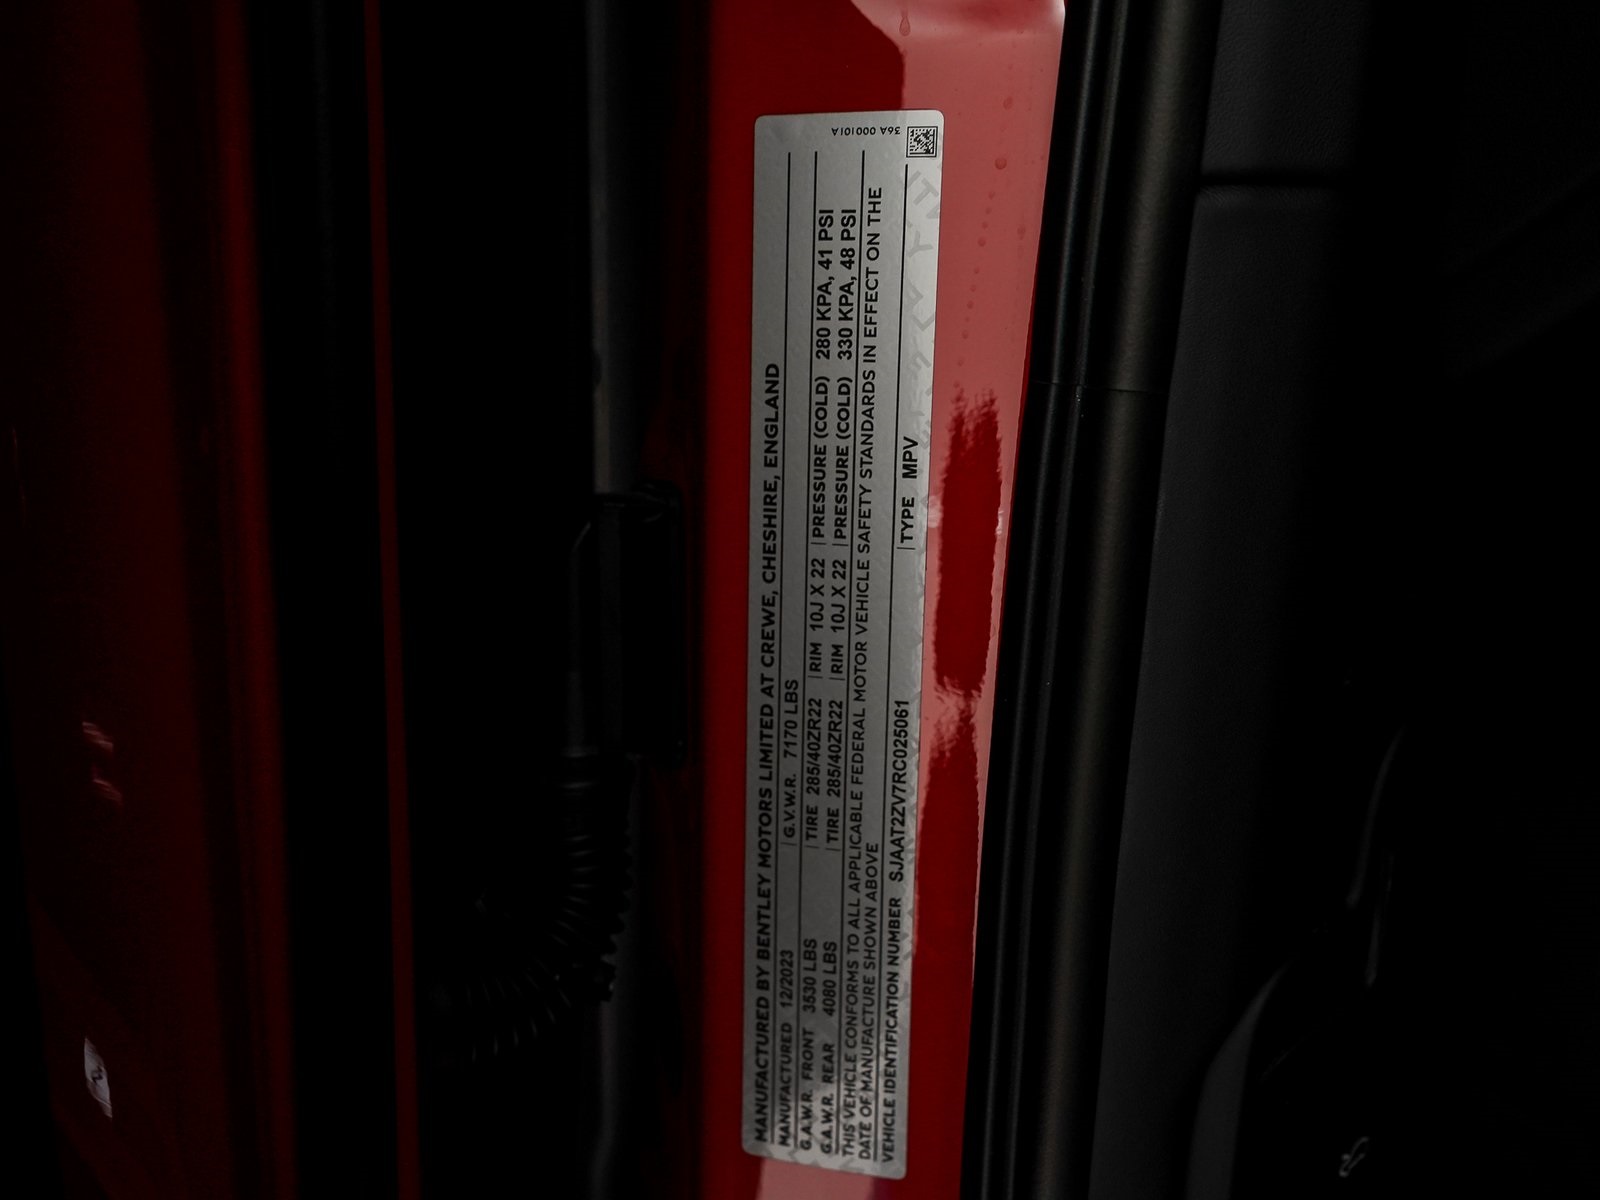 MANUFACTURED BY BENTLEY MOTORS LIMITED AT CREWE, CHESHIRE, ENGLAND
MANUFACTURED 12/2023 G.V.W.R. 7170 LBS
G.A.W.R. FRONT 3530 LBS TIRE 285/40ZR22 RIM 10J X 22 PRESSURE (COLD) 280 KPA, 41 PSI
G.A.W.R. REAR 4080 LBS TIRE 285/40ZR22 RIM 10J X 22 PRESSURE (COLD) 330 KPA, 48 PSI
THIS VEHICLE CONFORMS TO ALL APPLICABLE FEDERAL MOTOR VEHICLE SAFETY STANDARDS IN EFFECT ON THE
DATE OF MANUFACTURE SHOWN ABOVE
VEHICLE IDENTIFICATION NUMBER SJAAT2ZV7RC025061 TYPE MPV
36A 000101A